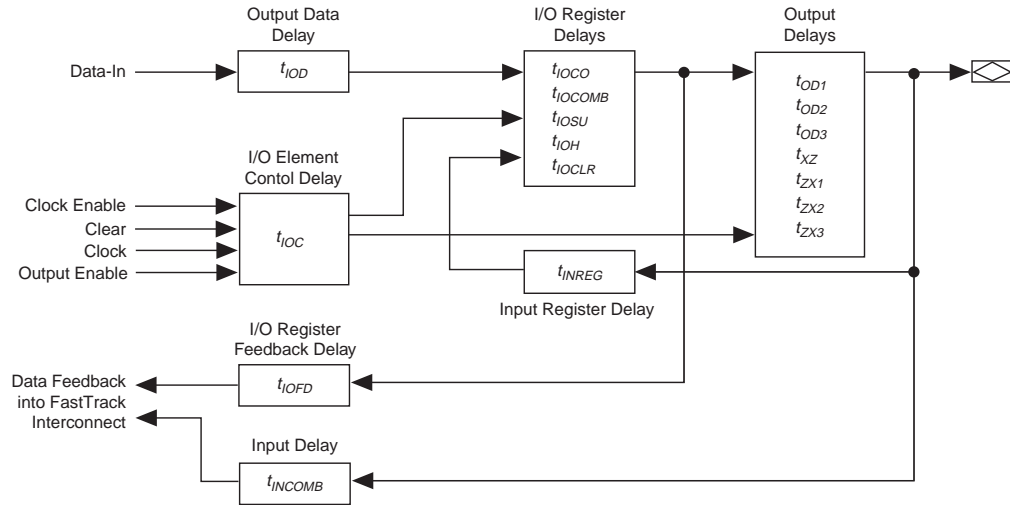 Output Data
Delay
I/O Register
Delays
Output
Delays
Data-In
tIOD
tIOCO
tIOCOMB
tIOSU
tIOH
tIOCLR
tOD1
tOD2
tOD3
tXZ
tZX1
tZX2
tZX3
I/O Element
Contol Delay
Clock Enable
Clear
Clock
Output Enable
tIOC
tINREG
Input Register Delay
I/O Register
Feedback Delay
Data Feedback
into FastTrack
Interconnect
tIOFD
Input Delay
tINCOMB